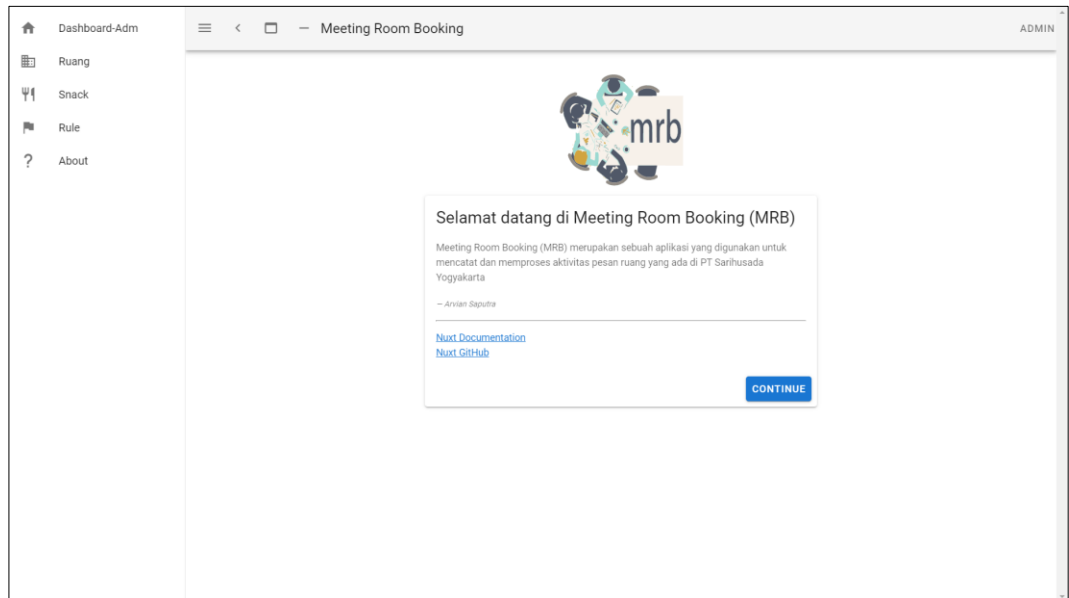 Dashboard-Adm
Ruang
Snack
Rule
? About
Meeting Room Booking
ADMIN
mrb
Selamat datang di Meeting Room Booking (MRB)
Meeting Room Booking (MRB) merupakan sebuah aplikasi yang digunakan untuk
mencatat dan memproses aktivitas pesan ruang yang ada di PT Sarihusada
Yogyakarta
— Arvian Saputra
Nuxt Documentation
Nuxt GitHub
CONTINUE